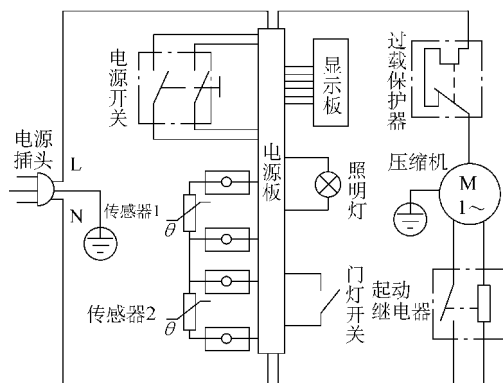 电源开关
显示板
过载保护器
电源
插头
L
电源板
照明灯
压缩机
M
1～
N
传感器1
θ
传感器2
θ
门灯开关
起动
继电器